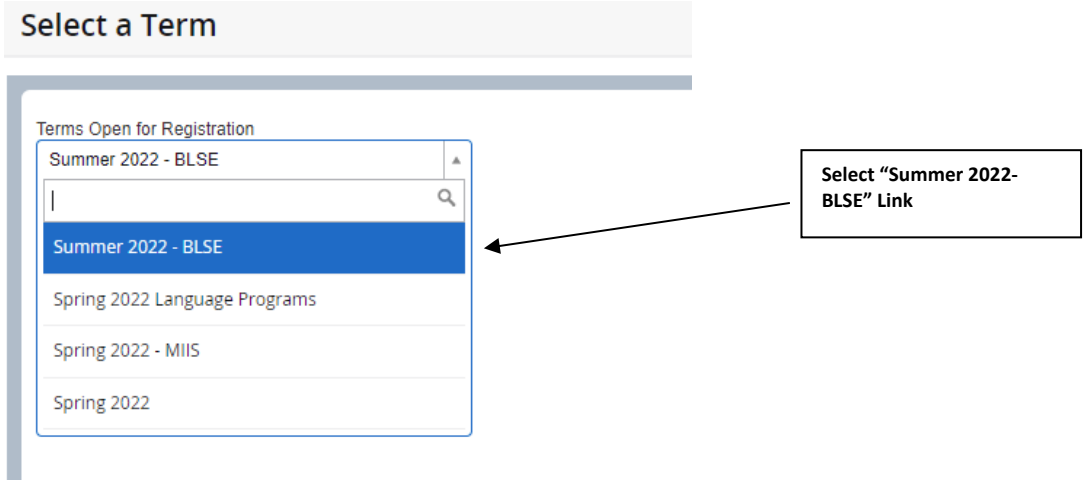 Select a Term
Terms Open for Registration
Summer 2022 - BLSE
Summer 2022 - BLSE
Spring 2022 Language Programs
Spring 2022 - MIIS
Spring 2022
Select “Summer 2022-
BLSE” Link